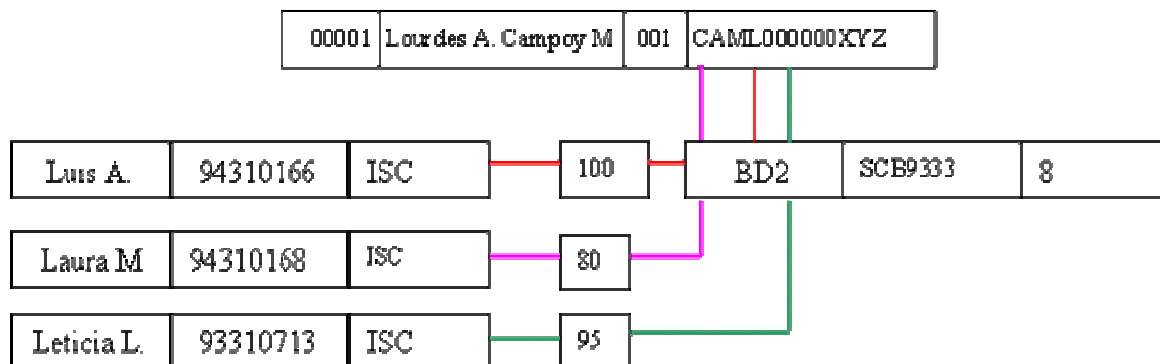 00001 Lourdes A. Campoy M 001 CAML000000XYZ
Luis A. 94310166 ISC 100 BD2 SCB9333 8
Laura M 94310168 ISC 80
Leticia L. 93310713 ISC 95